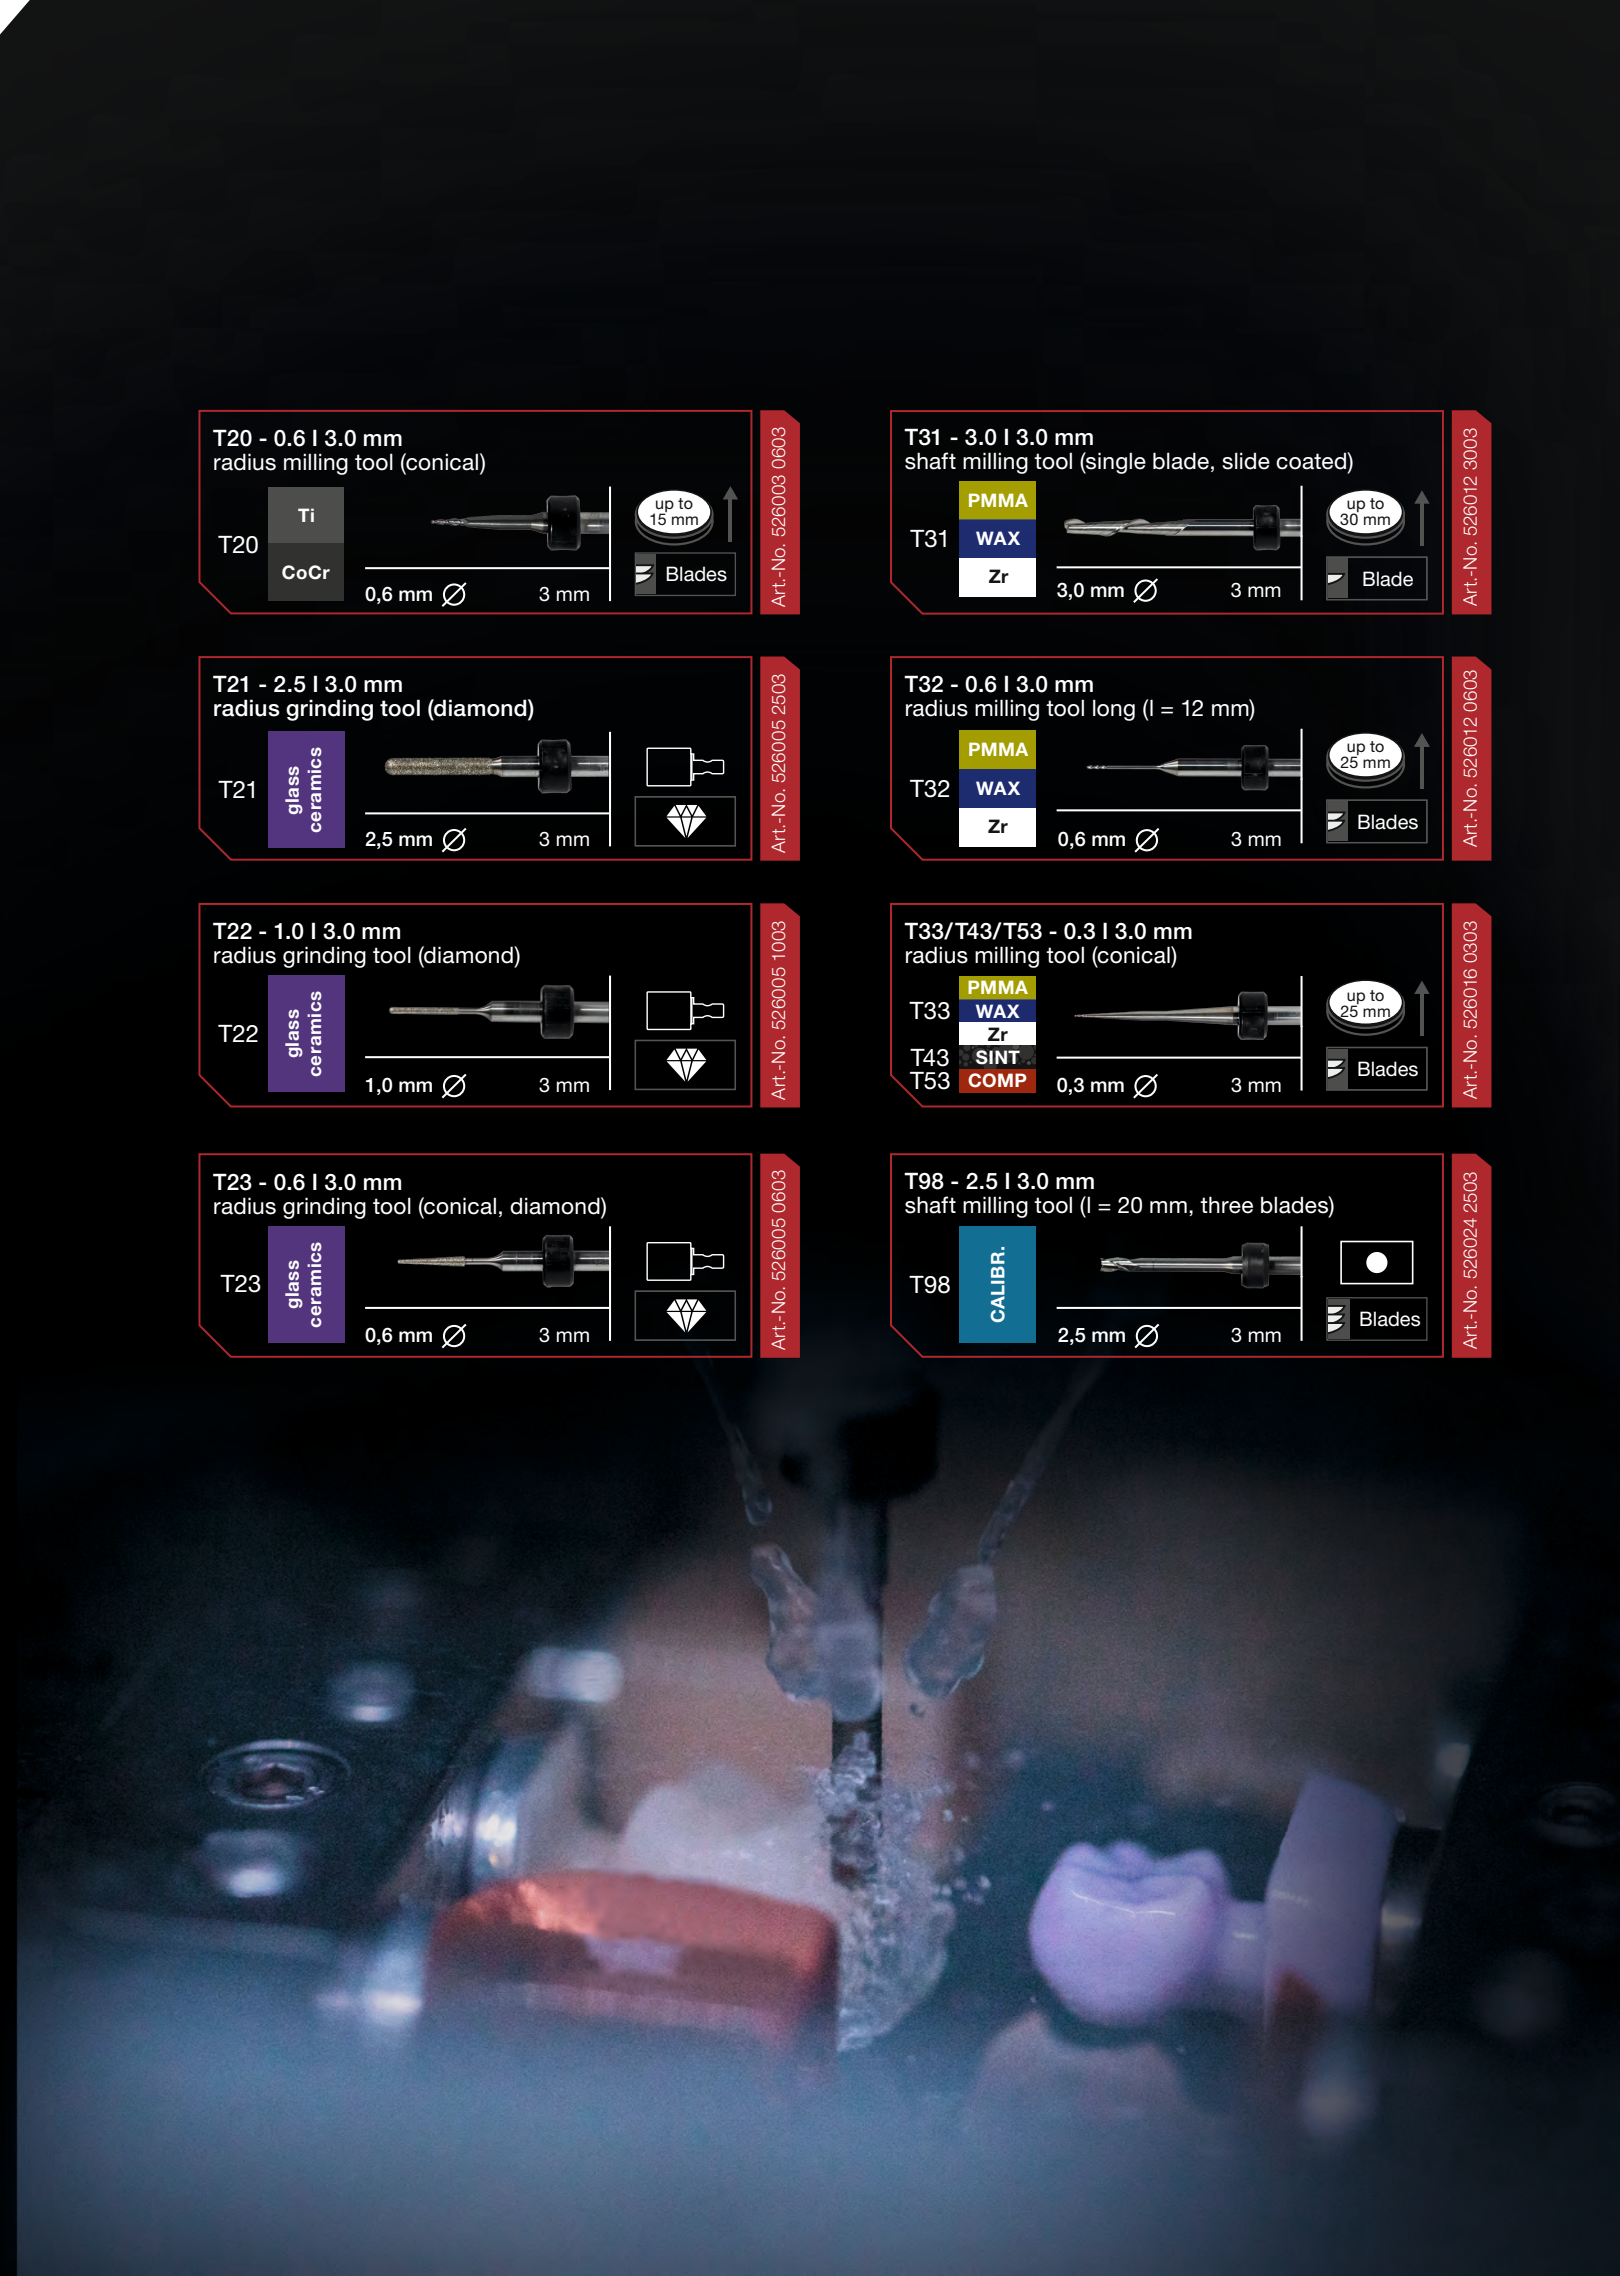 T20 - 0.6 I 3.0 mm
radius milling tool (conical)
T20
Ti
CoCr
0,6 mm
3 mm
up to
15 mm
Blades
Art.-No. 526003 0603
T21 - 2.5 I 3.0 mm
radius grinding tool (diamond)
T21
glass
ceramics
2,5 mm
3 mm
Art.-No. 526005 2503
T22 - 1.0 I 3.0 mm
radius grinding tool (diamond)
T22
glass
ceramics
1,0 mm
3 mm
Art.-No. 526005 1003
T23 - 0.6 I 3.0 mm
radius grinding tool (conical, diamond)
T23
glass
ceramics
0,6 mm
3 mm
Art.-No. 526005 0603
T31 - 3.0 I 3.0 mm
shaft milling tool (single blade, slide coated)
T31
PMMA
WAX
Zr
3,0 mm
3 mm
up to
30 mm
Blade
Art.-No. 526012 3003
T32 - 0.6 I 3.0 mm
radius milling tool long (l = 12 mm)
T32
PMMA
WAX
Zr
0,6 mm
3 mm
up to
25 mm
Blades
Art.-No. 526012 0603
T33/T43/T53 - 0.3 I 3.0 mm
radius milling tool (conical)
T33
PMMA
WAX
Zr
T43
SINT
T53
COMP
0,3 mm
3 mm
up to
25 mm
Blades
Art.-No. 526016 0303
T98 - 2.5 I 3.0 mm
shaft milling tool (l = 20 mm, three blades)
T98
CALIBR.
2,5 mm
3 mm
Blades
Art.-No. 526024 2503